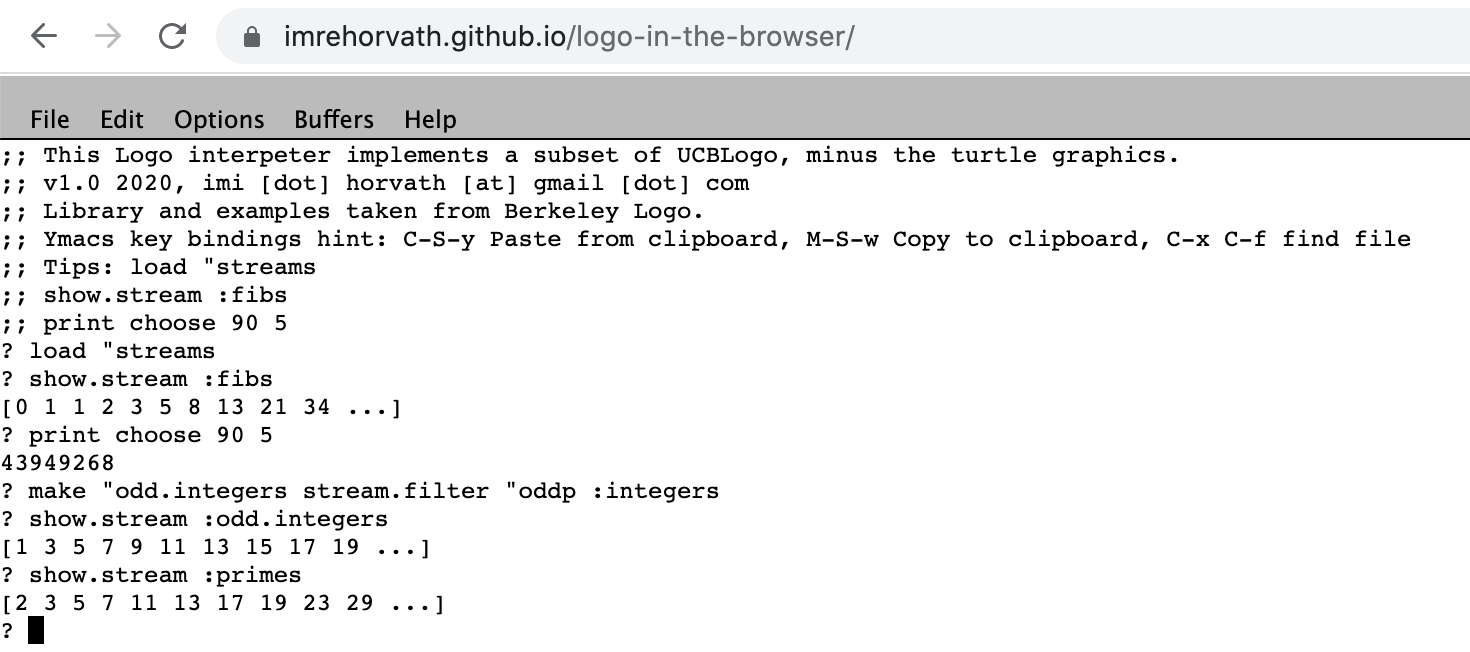 imrehorvath.github.io/logo-in-the-browser/
File Edit Options Buffers Help
;; This Logo interpeter implements a subset of UCBLogo, minus the turtle graphics.
;; v1.0 2020, imi [dot] horvath [at] gmail [dot] com
;; Library and examples taken from Berkeley Logo.
;; Ymacs key bindings hint: C-S-y Paste from clipboard, M-S-w Copy to clipboard, C-x C-f find file
;; Tips: load "streams
;; show.stream :fibs
;; print choose 90 5
? load "streams
? show.stream :fibs
[0 1 1 2 3 5 8 13 21 34 ...]
? print choose 90 5
43949268
? make "odd.integers stream.filter "oddp :integers
? show.stream :odd.integers
[1 3 5 7 9 11 13 15 17 19 ...]
? show.stream :primes
[2 3 5 7 11 13 17 19 23 29 ...]
?